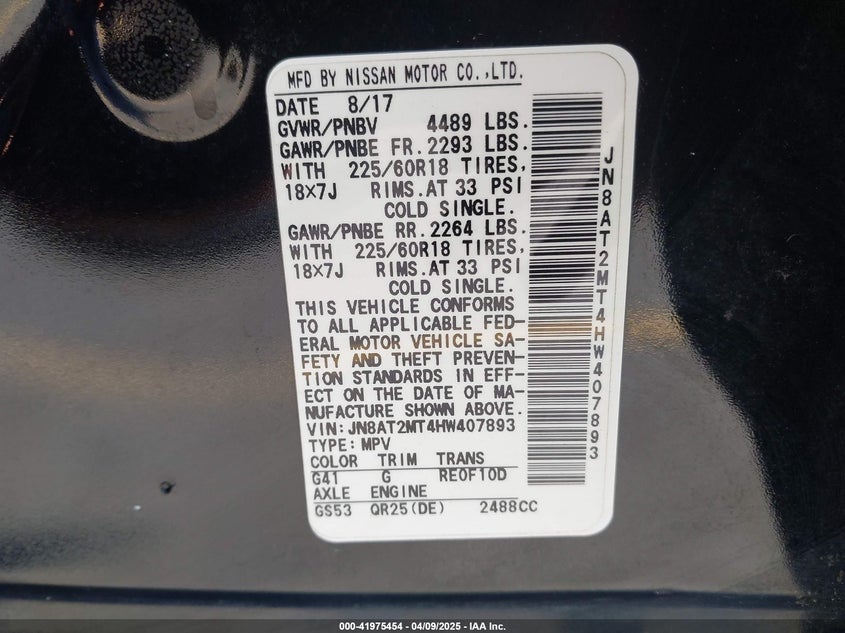 MFD BY NISSAN MOTOR CO.,LTD.
DATE 8/17
GVWR/PNBV 4489 LBS.
GAWR/PNBE FR. 2293 LBS.
WITH 225/60R18 TIRES,
18X7J RIMS.AT 33 PSI
COLD SINGLE.
GAWR/PNBE RR. 2264 LBS.
WITH 225/60R18 TIRES,
18X7J RIMS.AT 33 PSI
COLD SINGLE.
THIS VEHICLE CONFORMS
TO ALL APPLICABLE FED-
ERAL MOTOR VEHICLE SA-
FETY AND THEFT PREVEN-
TION STANDARDS IN EFF-
ECT ON THE DATE OF MA-
NUFACTURE SHOWN ABOVE.
VIN:JN8AT2MT4HW407893
TYPE:MPV
COLOR TRIM TRANS
G41 G RE0F10D
AXLE ENGINE
GS53 QR25(DE) 2488CC
JN8AT2MT4HW407893
000-41975454 | 04/09/2025 - IAA Inc.